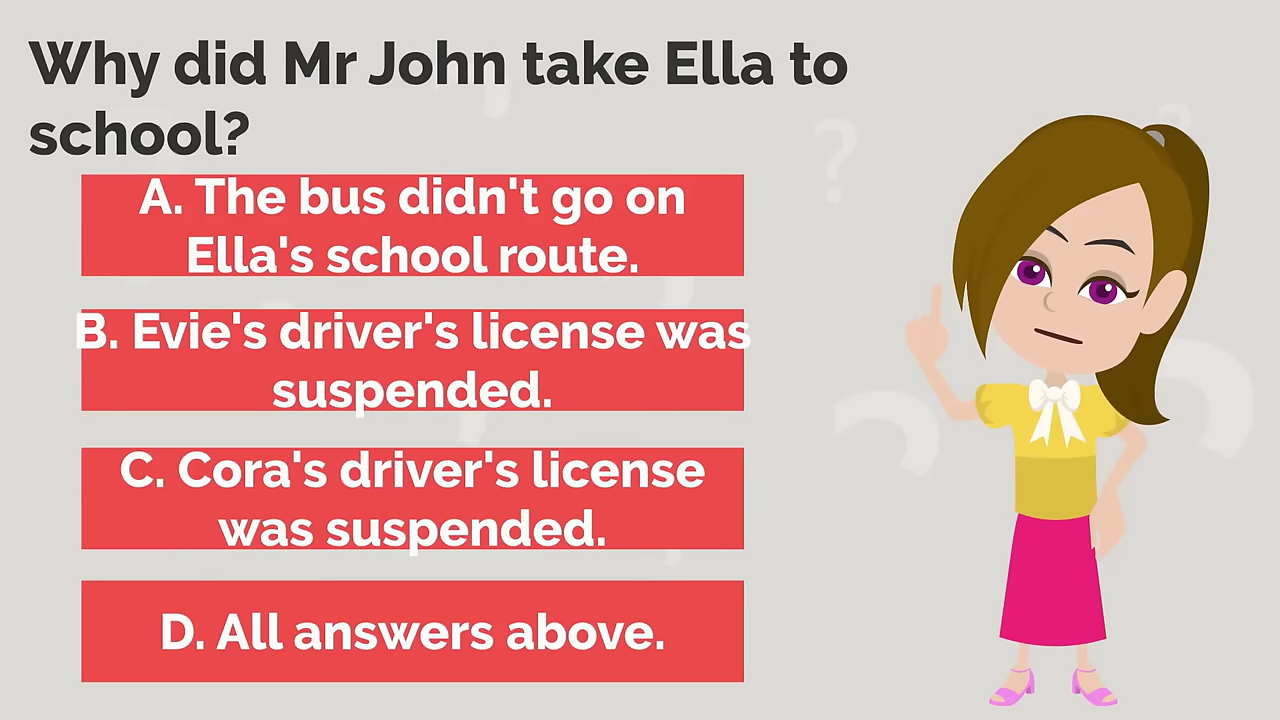 Why did Mr John take Ella to
school?
A. The bus didn't go on
Ella's school route.
B. Evie's driver's license was
suspended.
C. Cora's driver's license
was suspended.
D. All answers above.